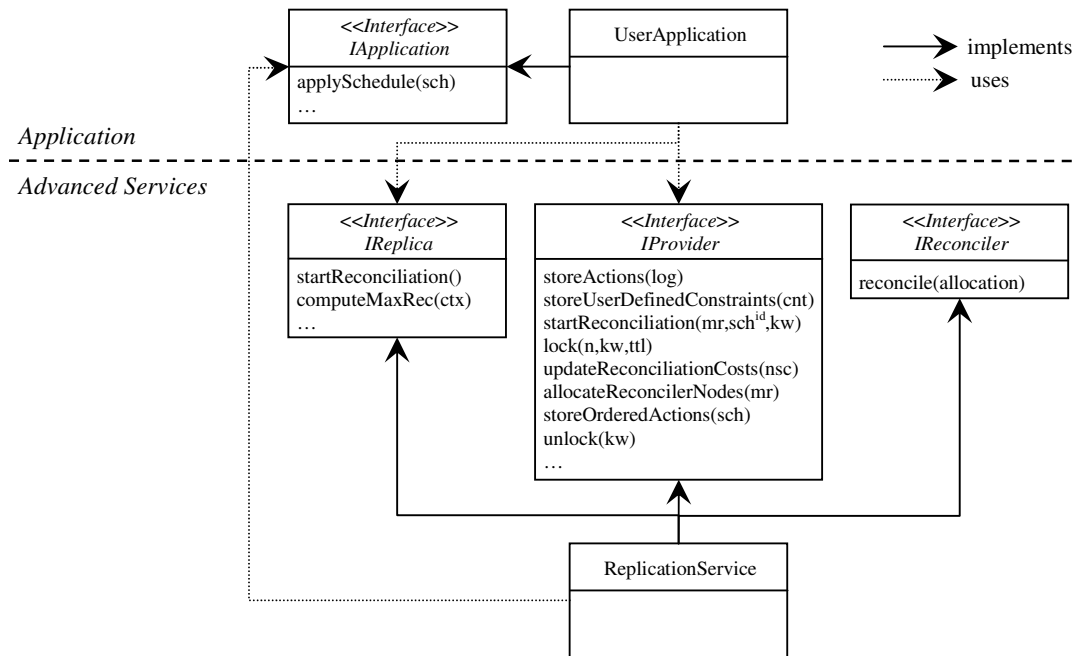 <<Interface>>
IApplication
applySchedule(sch)
…
UserApplication
implements
uses
Application
Advanced Services
<<Interface>>
IReplica
startReconciliation()
computeMaxRec(ctx)
…
<<Interface>>
IProvider
storeActions(log)
storeUserDefinedConstraints(cnt)
startReconciliation(mr,sch^id,kw)
lock(n,kw,ttl)
updateReconciliationCosts(nsc)
allocateReconcilerNodes(mr)
storeOrderedActions(sch)
unlock(kw)
…
<<Interface>>
IReconciler
reconcile(allocation)
ReplicationService